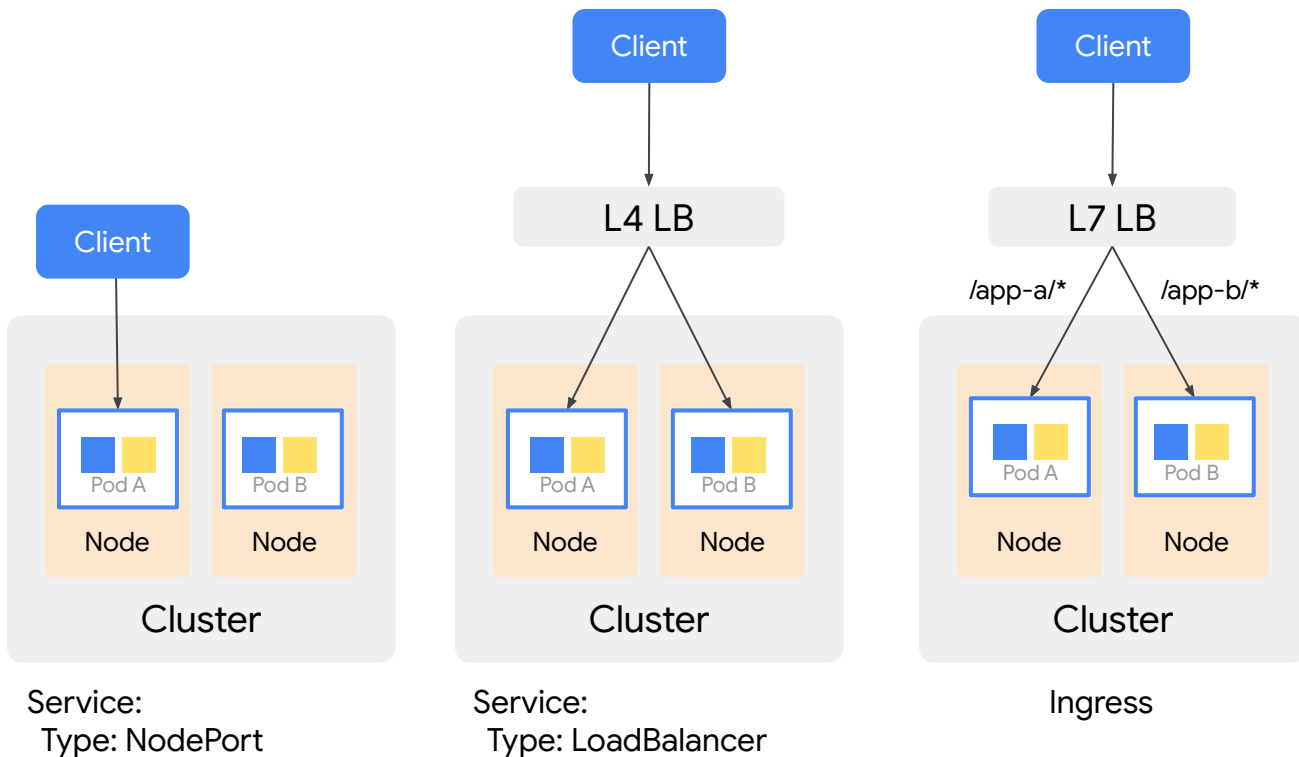 Client
Pod A
Pod B
Node
Node
Cluster
Service:
Type: NodePort
Client
L4 LB
Pod A
Pod B
Node
Node
Cluster
Service:
Type: LoadBalancer
Client
L7 LB
/app-a/*
/app-b/*
Pod A
Pod B
Node
Node
Cluster
Ingress